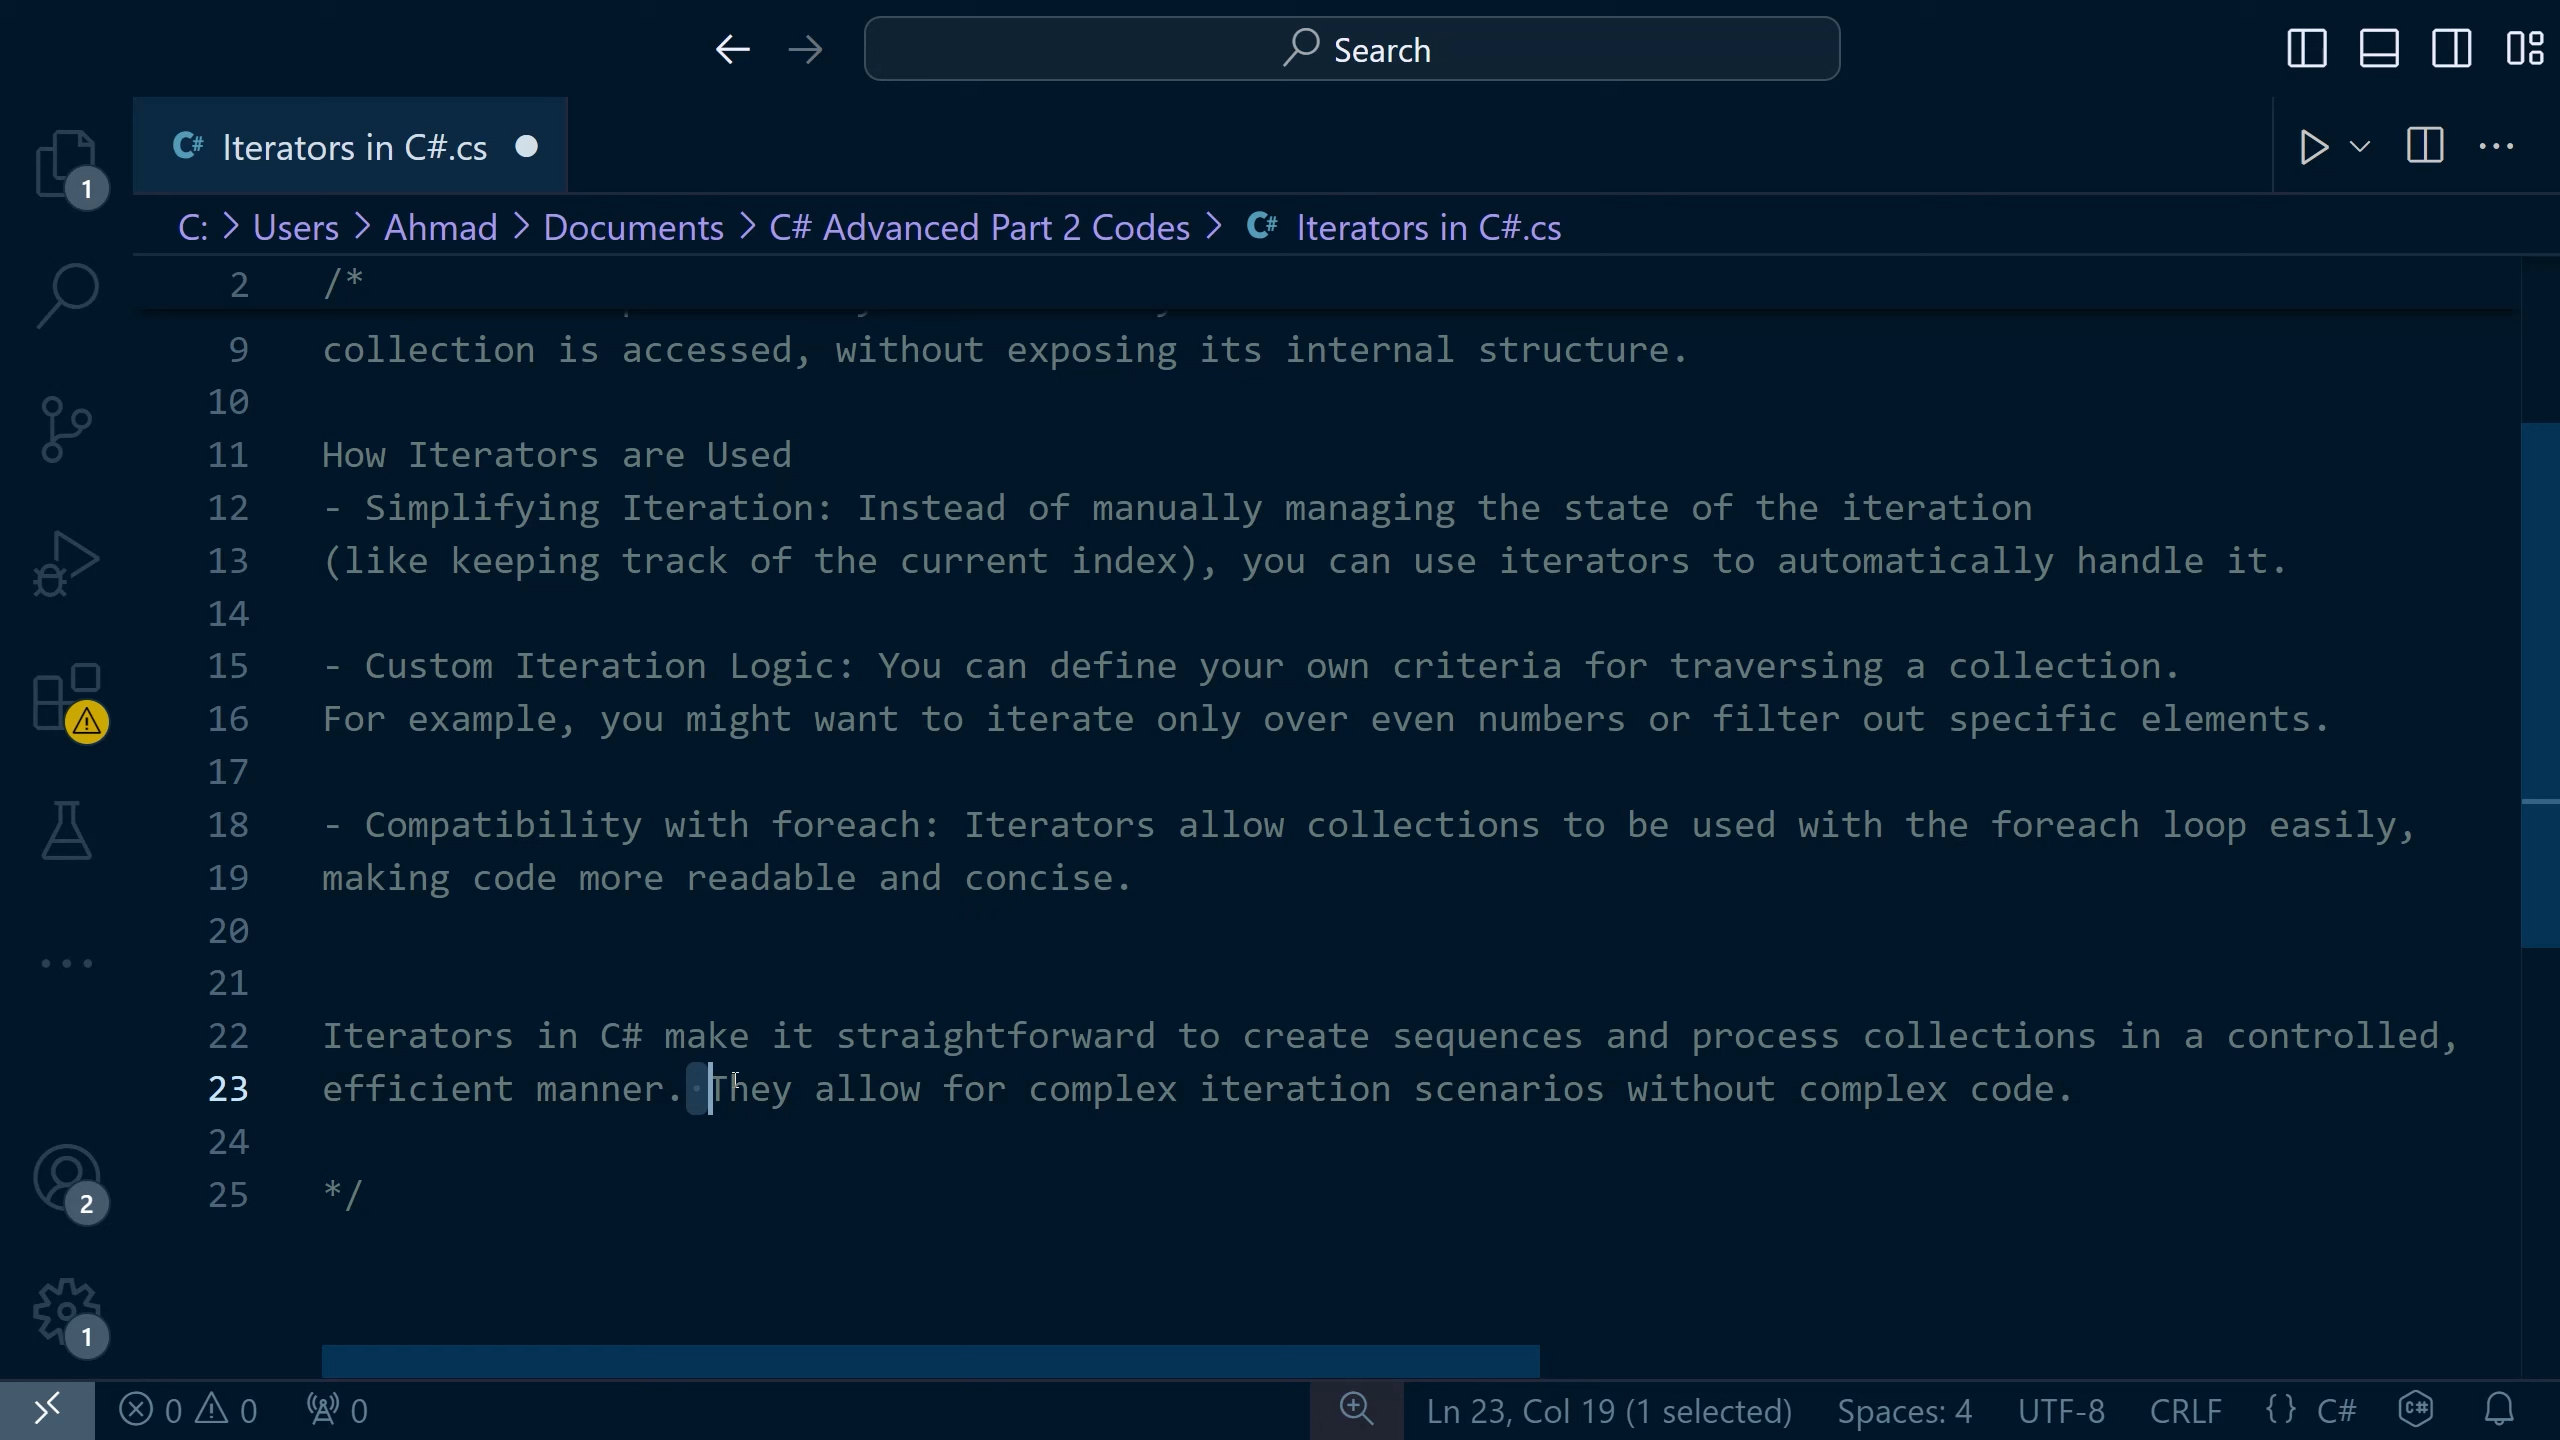 Search
C# Iterators in C#.cs
1
C: > Users > Ahmad > Documents > C# Advanced Part 2 Codes > C# Iterators in C#.cs
2 /*
9 collection is accessed, without exposing its internal structure.
10
11 How Iterators are Used
12 - Simplifying Iteration: Instead of manually managing the state of the iteration
13 (like keeping track of the current index), you can use iterators to automatically handle it.
14
15 - Custom Iteration Logic: You can define your own criteria for traversing a collection.
16 For example, you might want to iterate only over even numbers or filter out specific elements.
17
18 - Compatibility with foreach: Iterators allow collections to be used with the foreach loop easily,
19 making code more readable and concise.
20
21
22 Iterators in C# make it straightforward to create sequences and process collections in a controlled,
23 efficient manner. They allow for complex iteration scenarios without complex code.
24
25 */
2
1
0 0 0 Ln 23, Col 19 (1 selected) Spaces: 4 UTF-8 CRLF {} C#